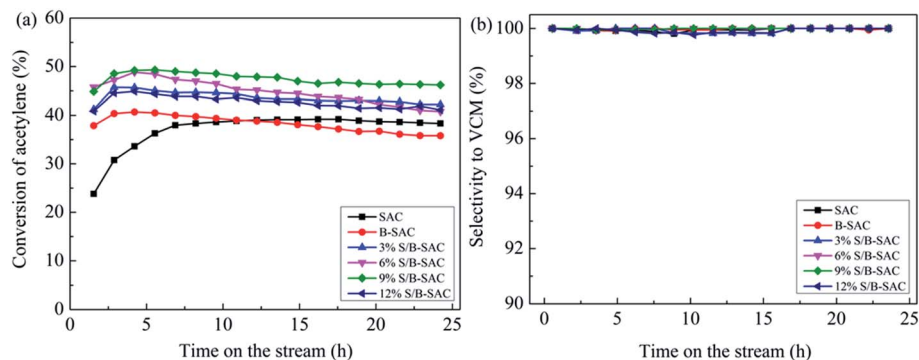 (a)
Conversion of acetylene (%)
60
50
40
30
20
10
0
SAC
B-SAC
3% S/B-SAC
6% S/B-SAC
9% S/B-SAC
12% S/B-SAC
0 5 10 15 20 25
Time on the stream (h)
(b)
Selectivity to VCM (%)
100
98
96
94
92
90
SAC
B-SAC
3% S/B-SAC
6% S/B-SAC
9% S/B-SAC
12% S/B-SAC
0 5 10 15 20 25
Time on the stream (h)